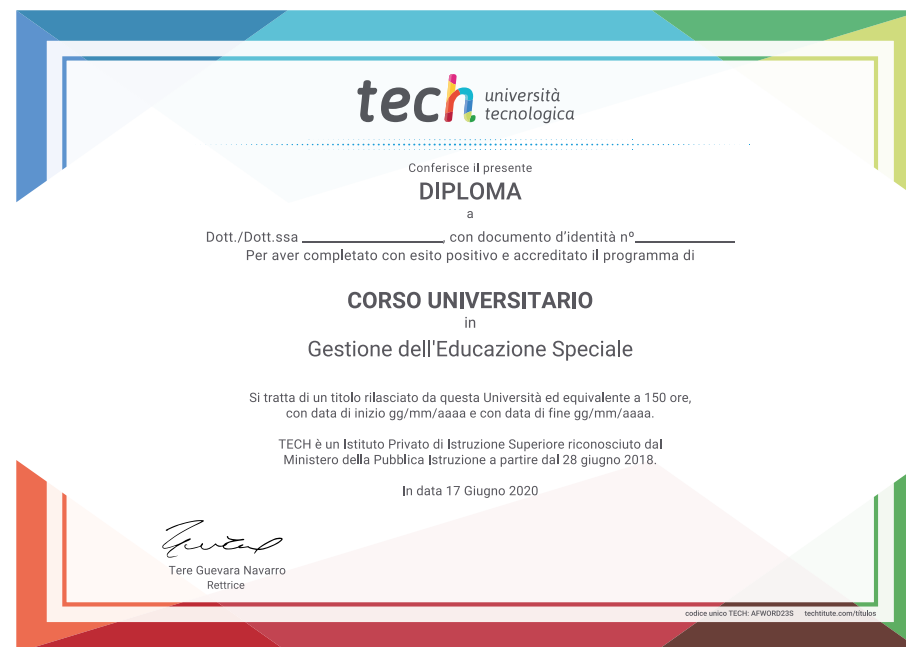 tech università
tecnologica
Conferisce il presente
DIPLOMA
a
Dott./Dott.ssa ____________________, con documento d'identità nº______________
Per aver completato con esito positivo e accreditato il programma di
CORSO UNIVERSITARIO
in
Gestione dell'Educazione Speciale
Si tratta di un titolo rilasciato da questa Università ed equivalente a 150 ore,
con data di inizio gg/mm/aaaa e con data di fine gg/mm/aaaa.
TECH è un Istituto Privato di Istruzione Superiore riconosciuto dal
Ministero della Pubblica Istruzione a partire dal 28 giugno 2018.
In data 17 Giugno 2020
Tere Guevara Navarro
Rettrice
codice unico TECH: AFWORD23S techtitute.com/títulos